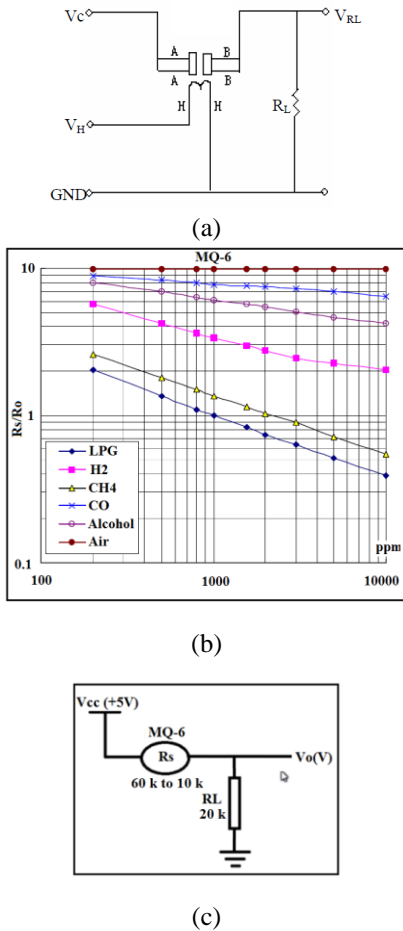 Vc
VRL
A
B
A
B
H
H
VH
RL
GND
(a)
MQ-6
10
1
0.1
Rs/Ro
LPG
H2
CH4
CO
Alcohol
Air
ppm
100
1000
10000
(b)
Vcc (+5V)
MQ-6
Rs
Vo(V)
60 k to 10 k
RL
20 k
(c)